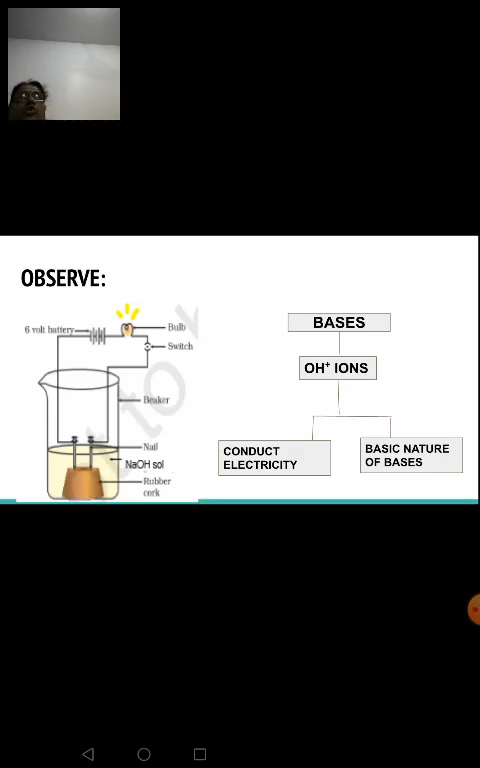 OBSERVE:
6 volt battery
Bulb
Switch
Beaker
Nail
NaOH sol
Rubber
cork
BASES
OH⁺ IONS
CONDUCT
ELECTRICITY
BASIC NATURE
OF BASES